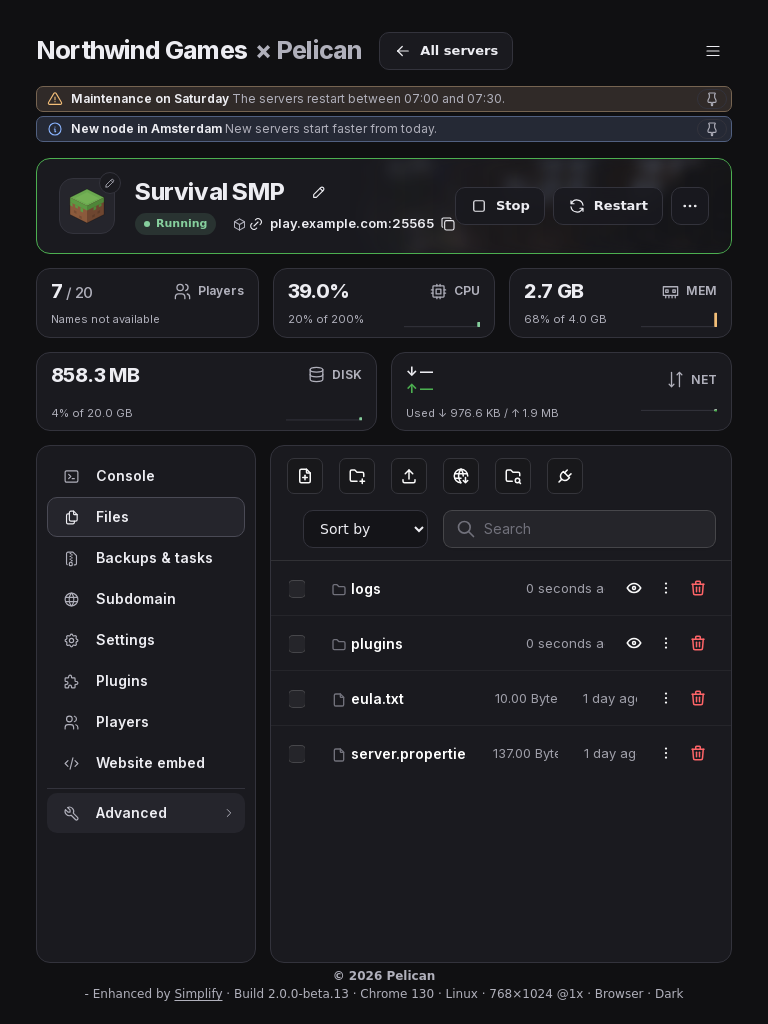 Northwind Games × Pelican
All servers
Maintenance on Saturday The servers restart between 07:00 and 07:30.
New node in Amsterdam New servers start faster from today.
Survival SMP
Running
play.example.com:25565
Stop
Restart
7 / 20
Players
Names not available
39.0%
CPU
20% of 200%
2.7 GB
MEM
68% of 4.0 GB
858.3 MB
DISK
4% of 20.0 GB
↓ —
↑ —
NET
Used ↓ 976.6 KB / ↑ 1.9 MB
Console
Files
Backups & tasks
Subdomain
Settings
Plugins
Players
Website embed
Advanced
Sort by
Search
logs
0 seconds a
plugins
0 seconds a
eula.txt
10.00 Byte
1 day ago
server.propertie
137.00 Byte
1 day ag
© 2026 Pelican
- Enhanced by Simplify · Build 2.0.0-beta.13 · Chrome 130 · Linux · 768×1024 @1x · Browser · Dark